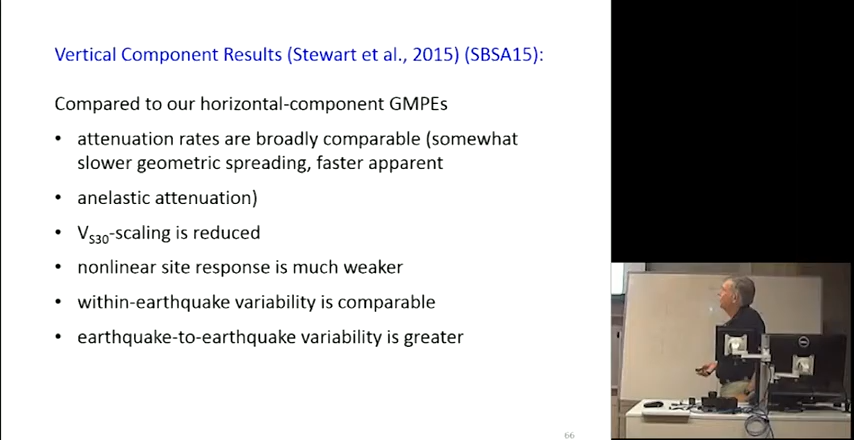 Vertical Component Results (Stewart et al., 2015) (SBSA15):
Compared to our horizontal-component GMPEs
• attenuation rates are broadly comparable (somewhat
slower geometric spreading, faster apparent
• anelastic attenuation)
• VS30-scaling is reduced
• nonlinear site response is much weaker
• within-earthquake variability is comparable
• earthquake-to-earthquake variability is greater
66